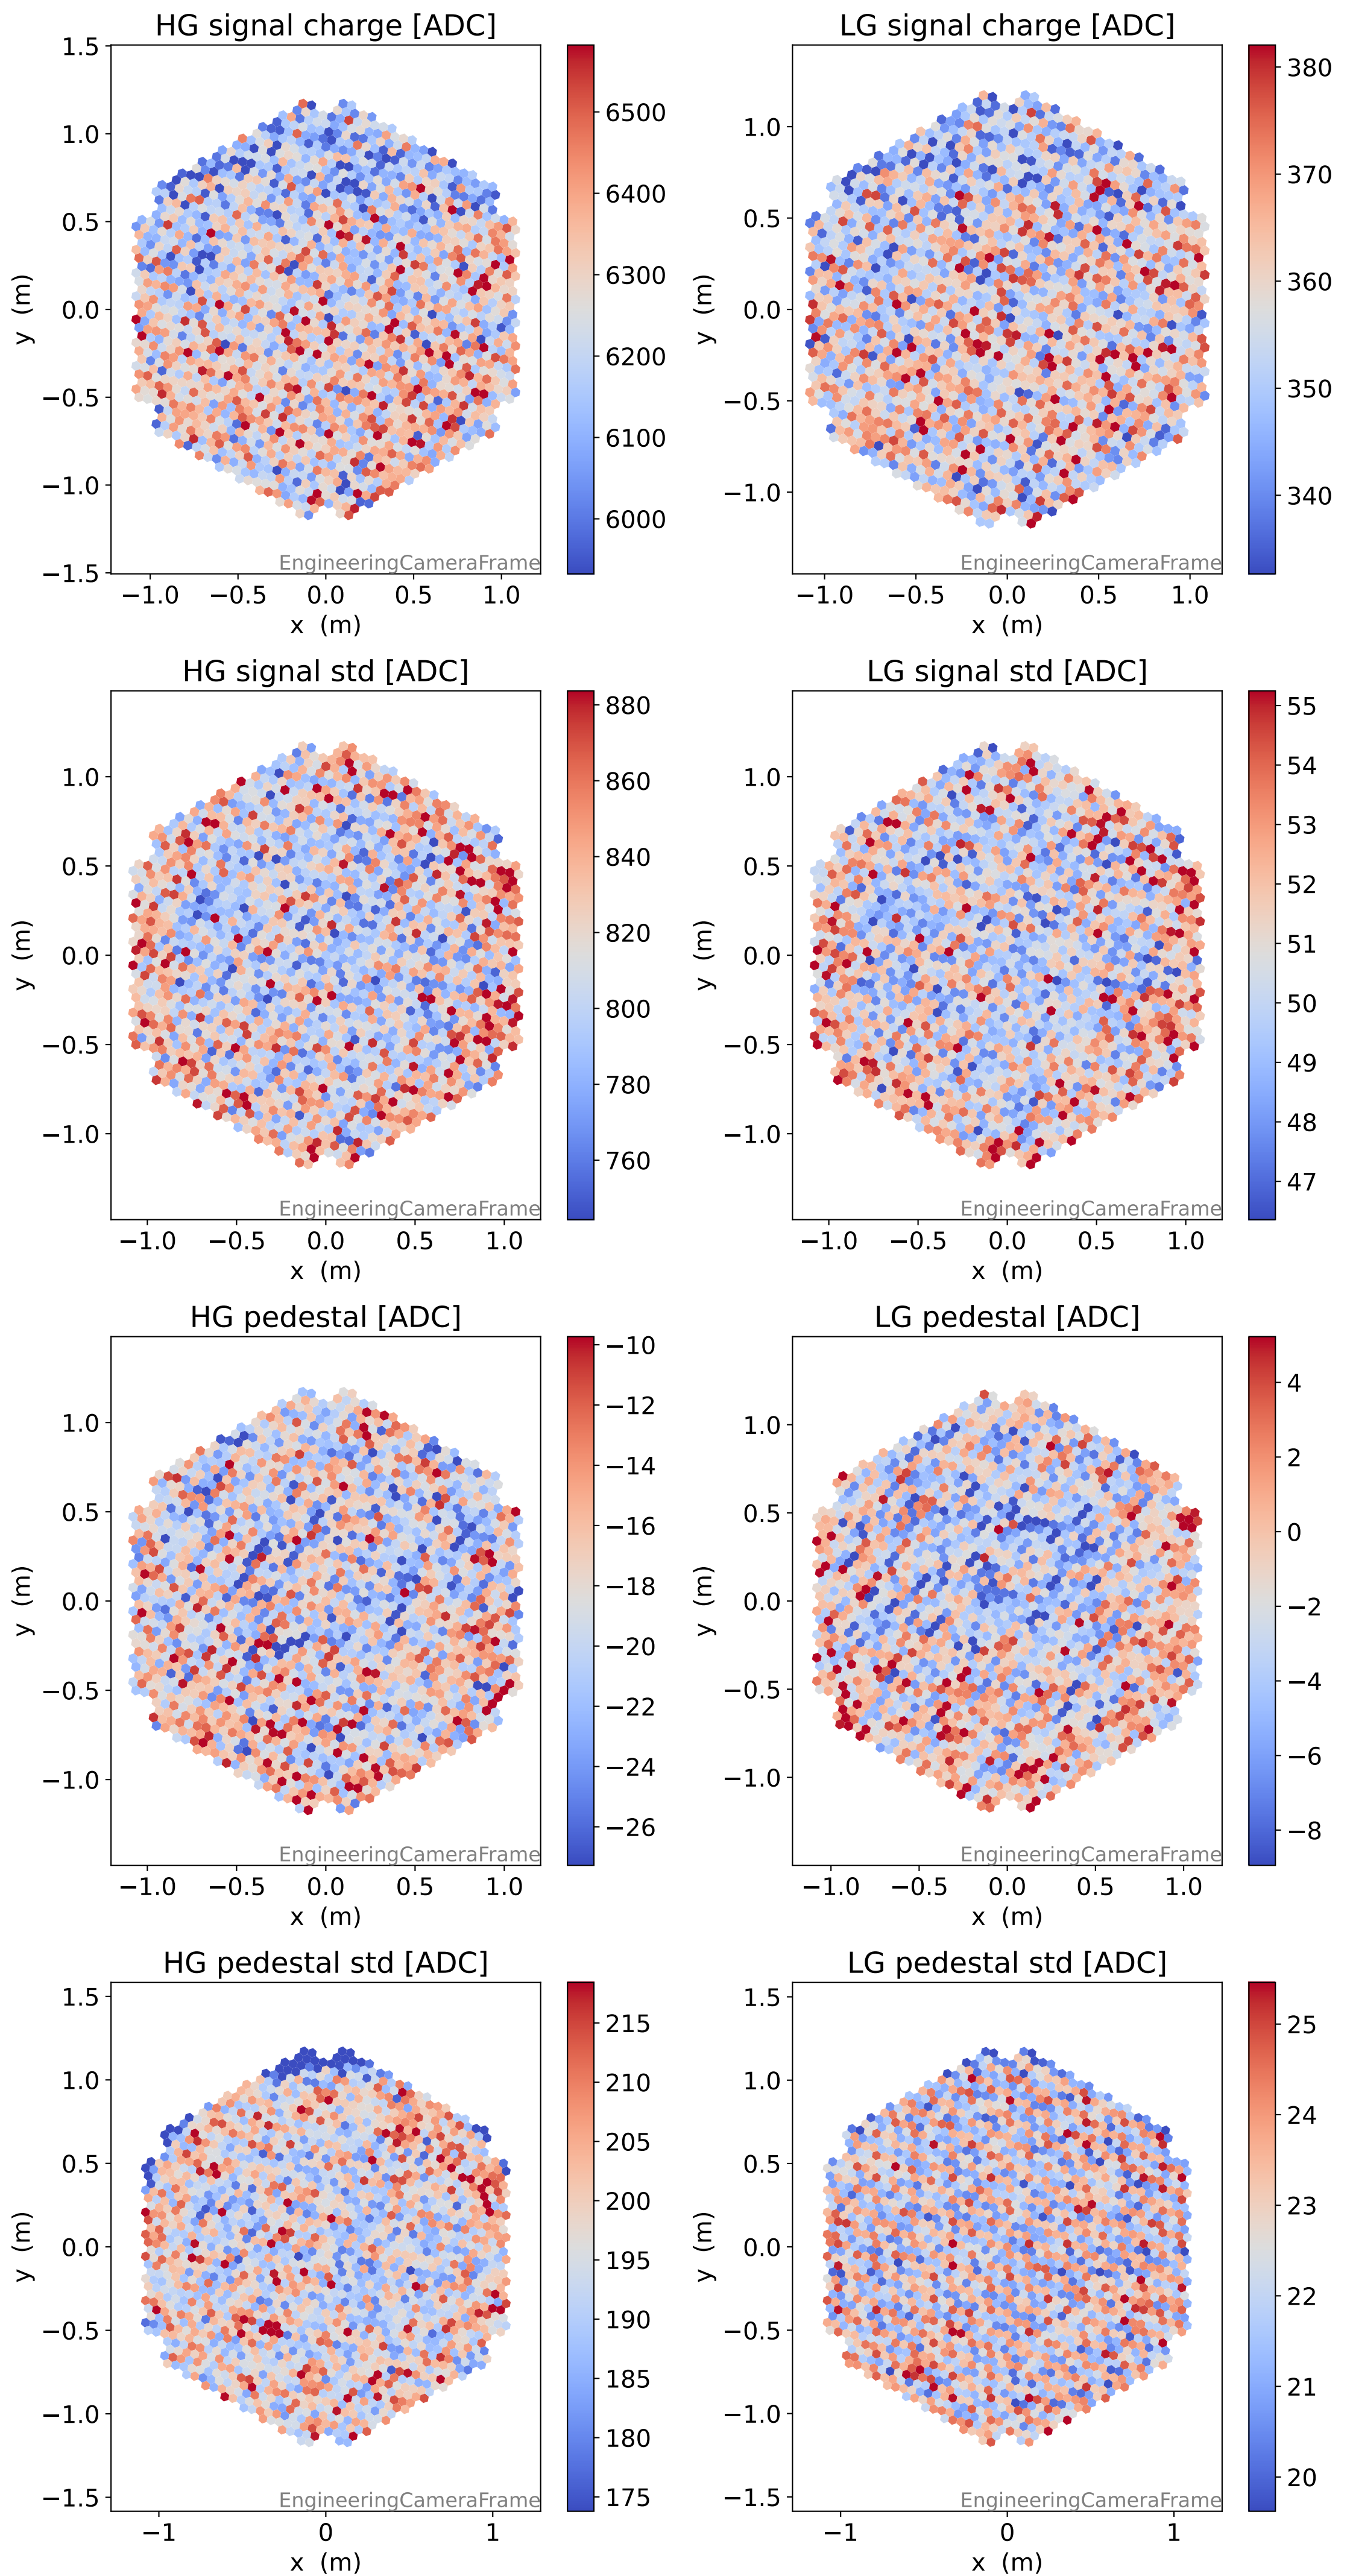 HG signal charge [ADC]
1.5
1.0
0.5
0.0
−0.5
−1.0
−1.5
y (m)
−1.0 −0.5 0.0 0.5 1.0
x (m)
EngineeringCameraFrame
6500
6400
6300
6200
6100
6000
LG signal charge [ADC]
1.0
0.5
0.0
−0.5
−1.0
y (m)
−1.0 −0.5 0.0 0.5 1.0
x (m)
EngineeringCameraFrame
380
370
360
350
340
HG signal std [ADC]
1.0
0.5
0.0
−0.5
−1.0
y (m)
−1.0 −0.5 0.0 0.5 1.0
x (m)
EngineeringCameraFrame
880
860
840
820
800
780
760
LG signal std [ADC]
1.0
0.5
0.0
−0.5
−1.0
y (m)
−1.0 −0.5 0.0 0.5 1.0
x (m)
EngineeringCameraFrame
55
54
53
52
51
50
49
48
47
HG pedestal [ADC]
1.0
0.5
0.0
−0.5
−1.0
y (m)
−1.0 −0.5 0.0 0.5 1.0
x (m)
EngineeringCameraFrame
−10
−12
−14
−16
−18
−20
−22
−24
−26
LG pedestal [ADC]
1.0
0.5
0.0
−0.5
−1.0
y (m)
−1.0 −0.5 0.0 0.5 1.0
x (m)
EngineeringCameraFrame
4
2
0
−2
−4
−6
−8
HG pedestal std [ADC]
1.5
1.0
0.5
0.0
−0.5
−1.0
−1.5
y (m)
−1 0 1
x (m)
EngineeringCameraFrame
215
210
205
200
195
190
185
180
175
LG pedestal std [ADC]
1.5
1.0
0.5
0.0
−0.5
−1.0
−1.5
y (m)
−1 0 1
x (m)
EngineeringCameraFrame
25
24
23
22
21
20